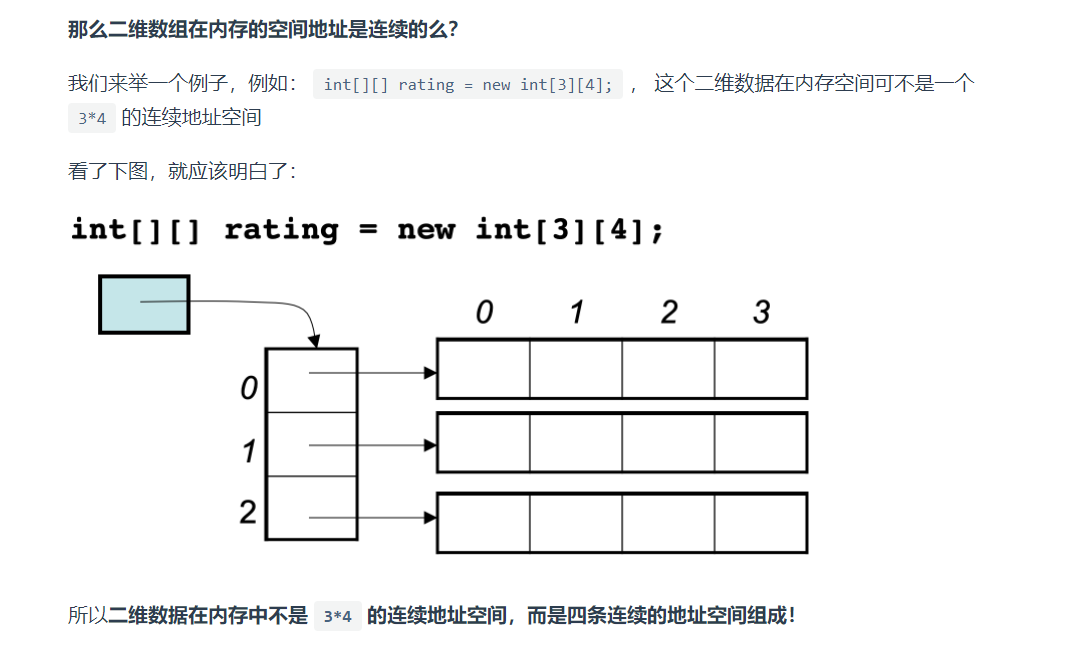 那么二维数组在内存的空间地址是连续的么？
我们来举一个例子，例如： int[][] rating = new int[3][4]; ， 这个二维数据在内存空间可不是一个
3*4 的连续地址空间
看了下图，就应该明白了：
int[][] rating = new int[3][4];
0 1 2 3
0
1
2
所以二维数据在内存中不是 3*4 的连续地址空间，而是四条连续的地址空间组成！